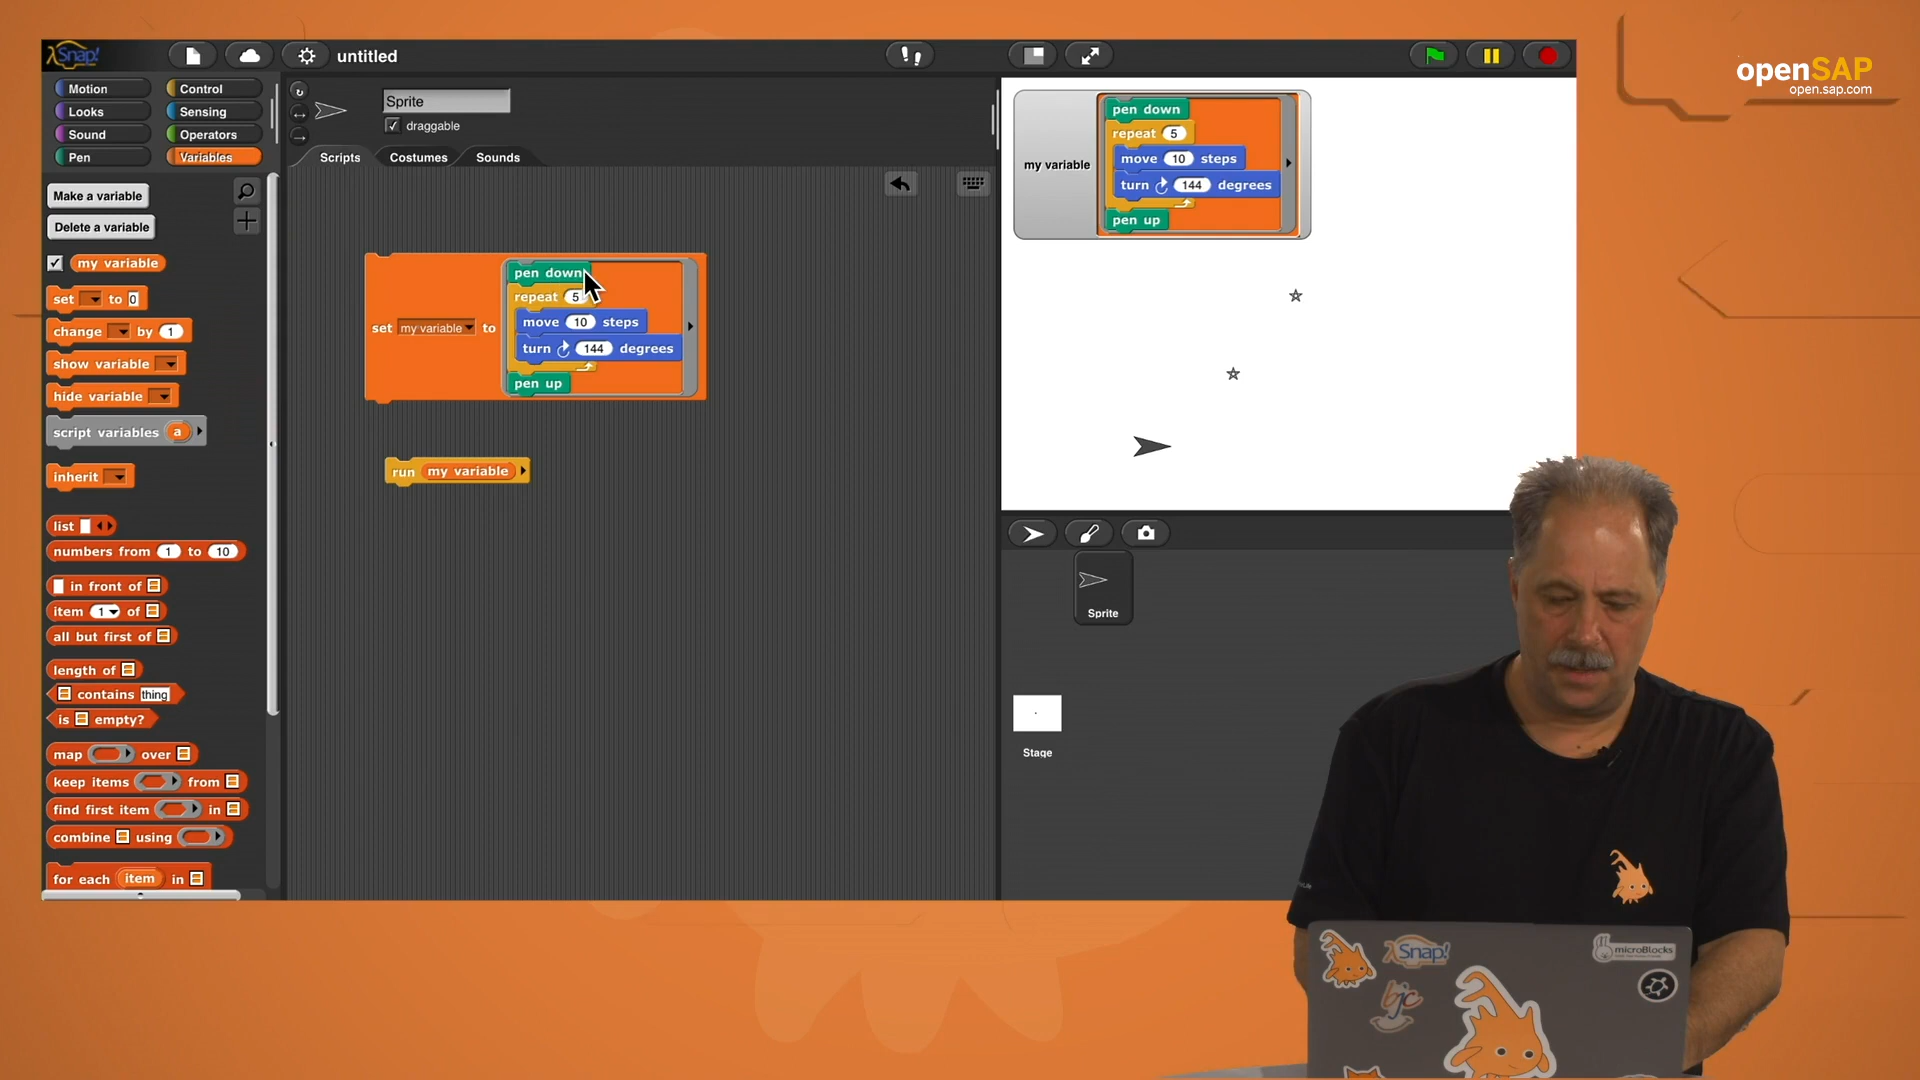 openSAP
open.sap.com
Snap!
untitled
Motion
Control
Looks
Sensing
Sound
Operators
Pen
Variables
Sprite
draggable
Scripts
Costumes
Sounds
Make a variable
Delete a variable
my variable
set to 0
change by 1
show variable
hide variable
script variables a
inherit
list
numbers from 1 to 10
in front of
item 1 of
all but first of
length of
contains thing
is empty?
map over
keep items from
find first item in
combine using
for each item in
set my variable to
pen down
repeat 5
move 10 steps
turn 144 degrees
pen up
run my variable
my variable
pen down
repeat 5
move 10 steps
turn 144 degrees
pen up
Sprite
Stage
Snap!
microBlocks
bjc